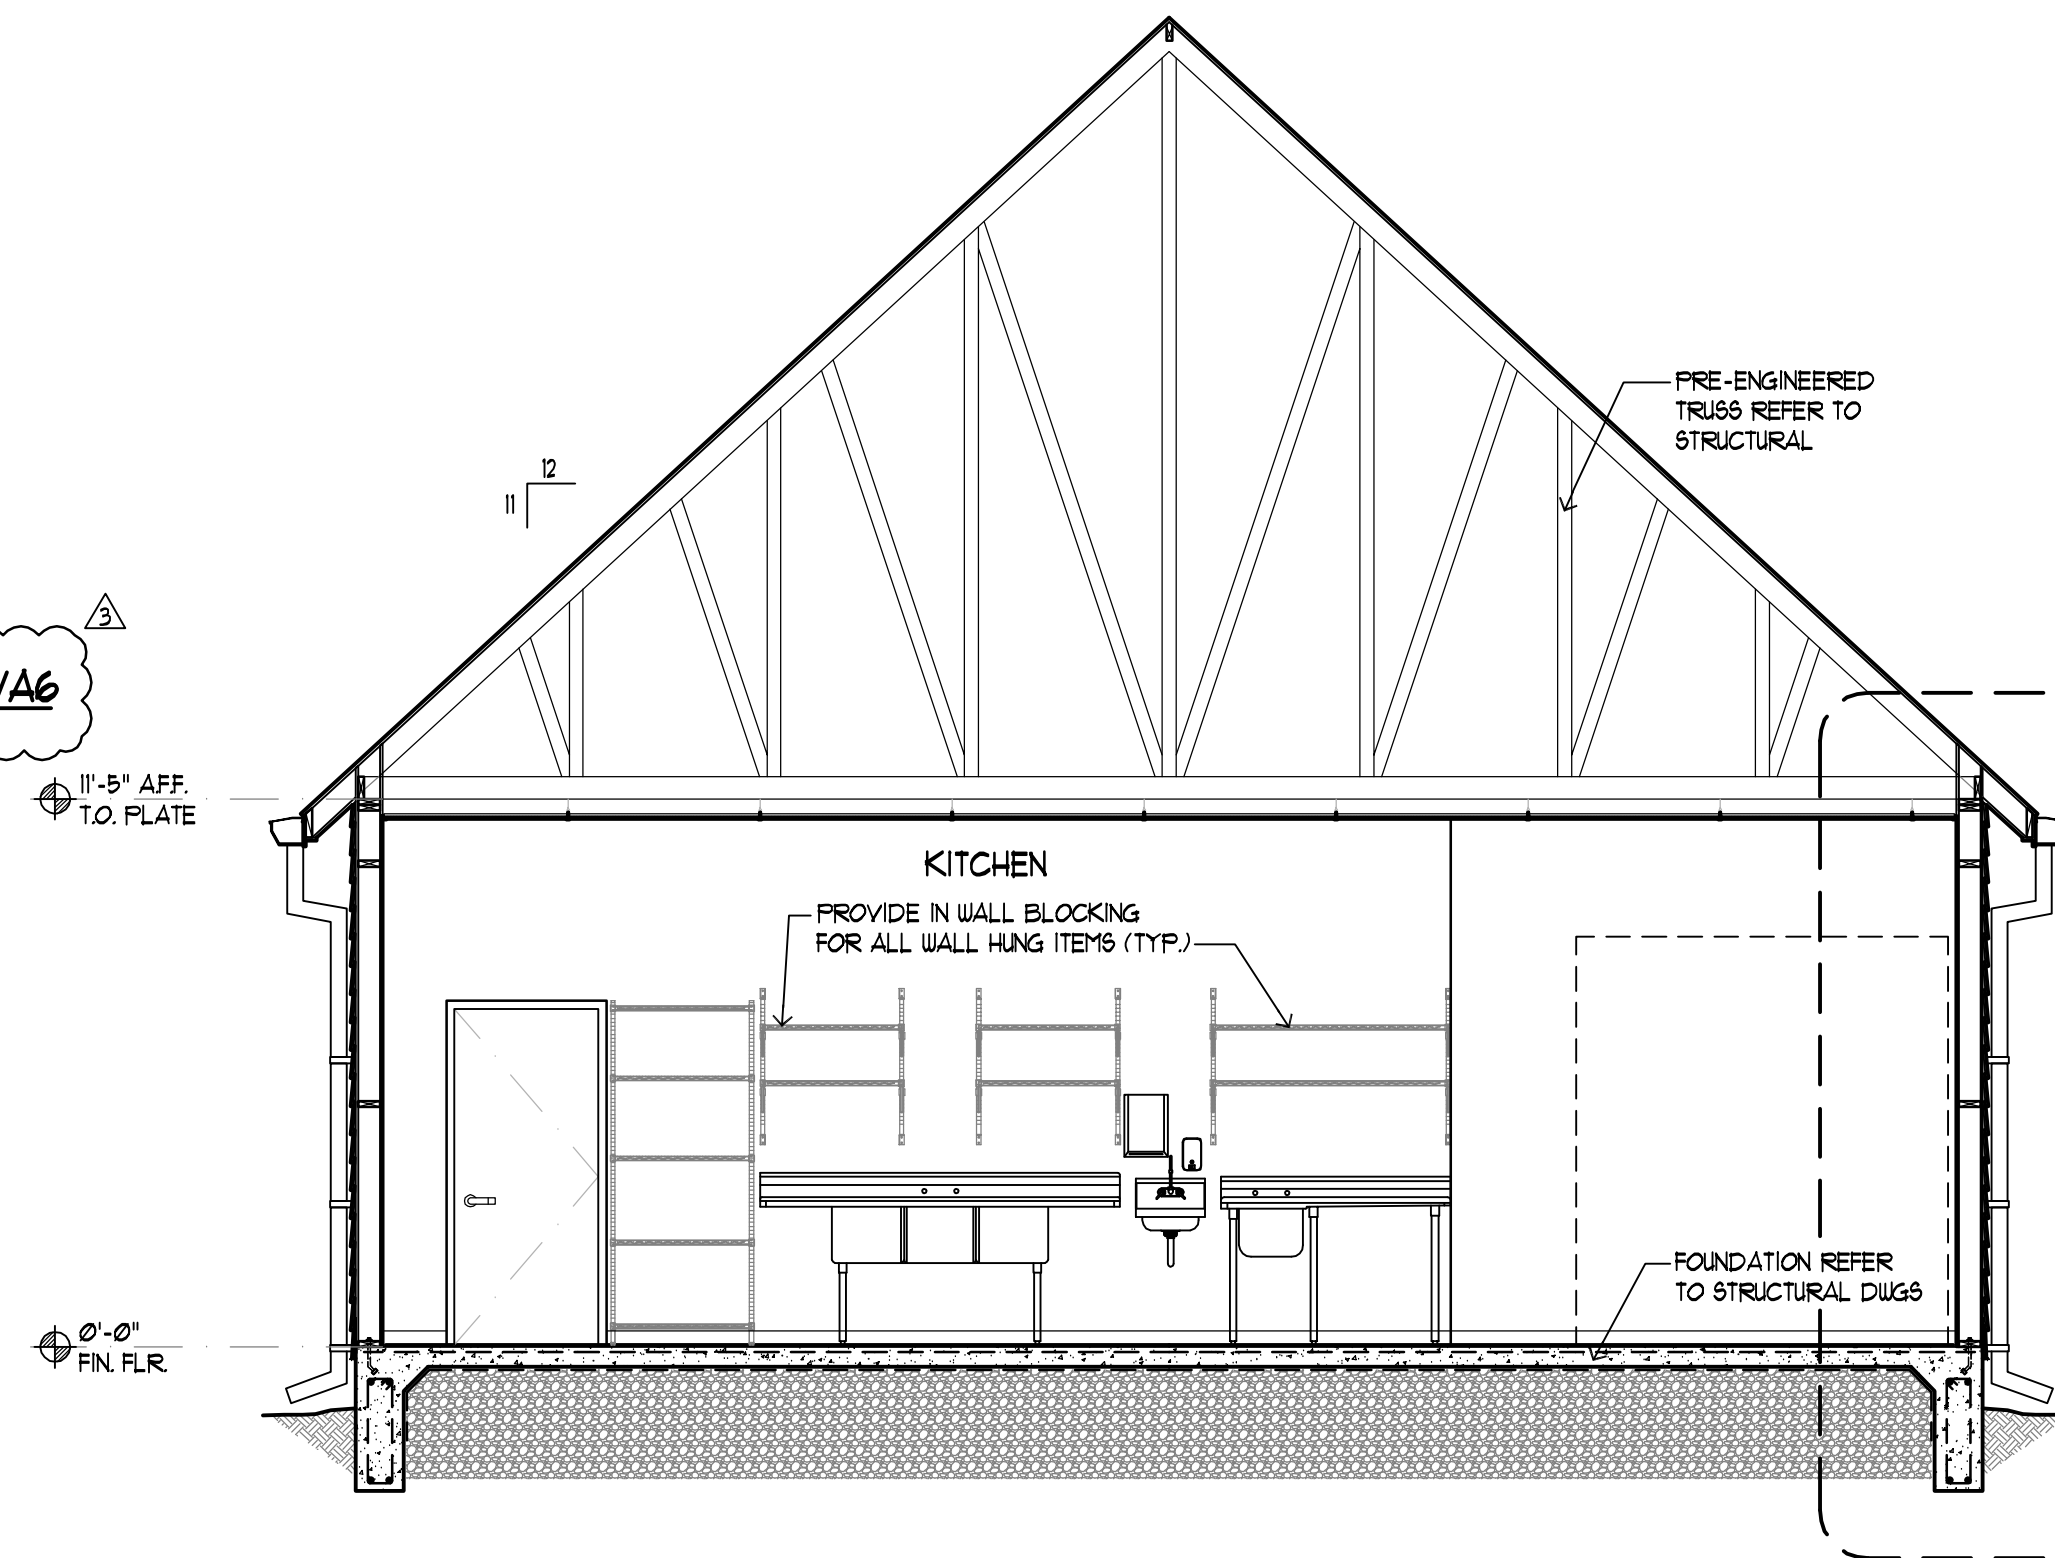 PRE-ENGINEERED
TRUSS REFER TO
STRUCTURAL
12
11
3
/A6
11'-5" A.F.F.
T.O. PLATE
KITCHEN
PROVIDE IN WALL BLOCKING
FOR ALL WALL HUNG ITEMS (TYP.)
FOUNDATION REFER
TO STRUCTURAL DWGS
0'-0"
FIN. FLR.